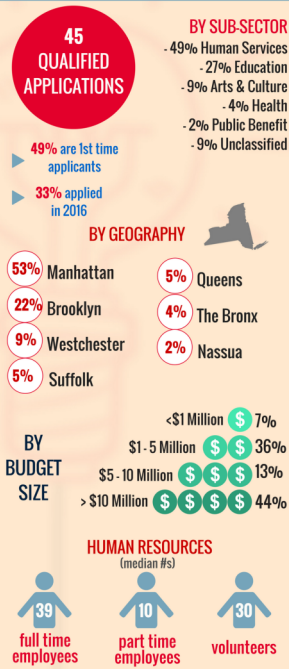 45
QUALIFIED
APPLICATIONS
BY SUB-SECTOR
- 49% Human Services
- 27% Education
- 9% Arts & Culture
- 4% Health
- 2% Public Benefit
- 9% Unclassified
49% are 1st time
applicants
33% applied
in 2016
BY GEOGRAPHY
53% Manhattan
22% Brooklyn
9% Westchester
5% Suffolk
5% Queens
4% The Bronx
2% Nassua
BY
BUDGET
SIZE
<$1 Million $ 7%
$1 - 5 Million $ $ 36%
$5 - 10 Million $ $ $ 13%
> $10 Million $ $ $ $ 44%
HUMAN RESOURCES
(median #s)
39
full time
employees
10
part time
employees
30
volunteers